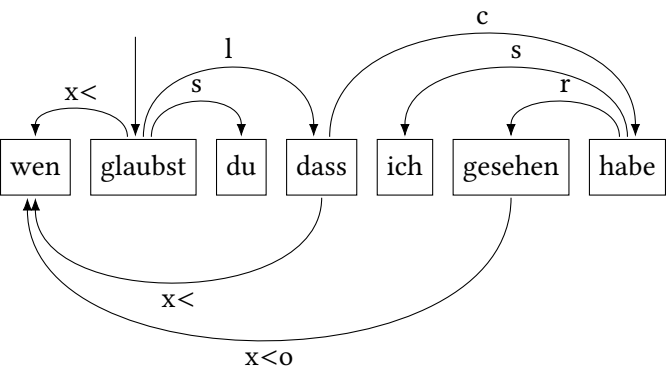 c
l s
x< s r
wen glaubst du dass ich gesehen habe
x<
x<o